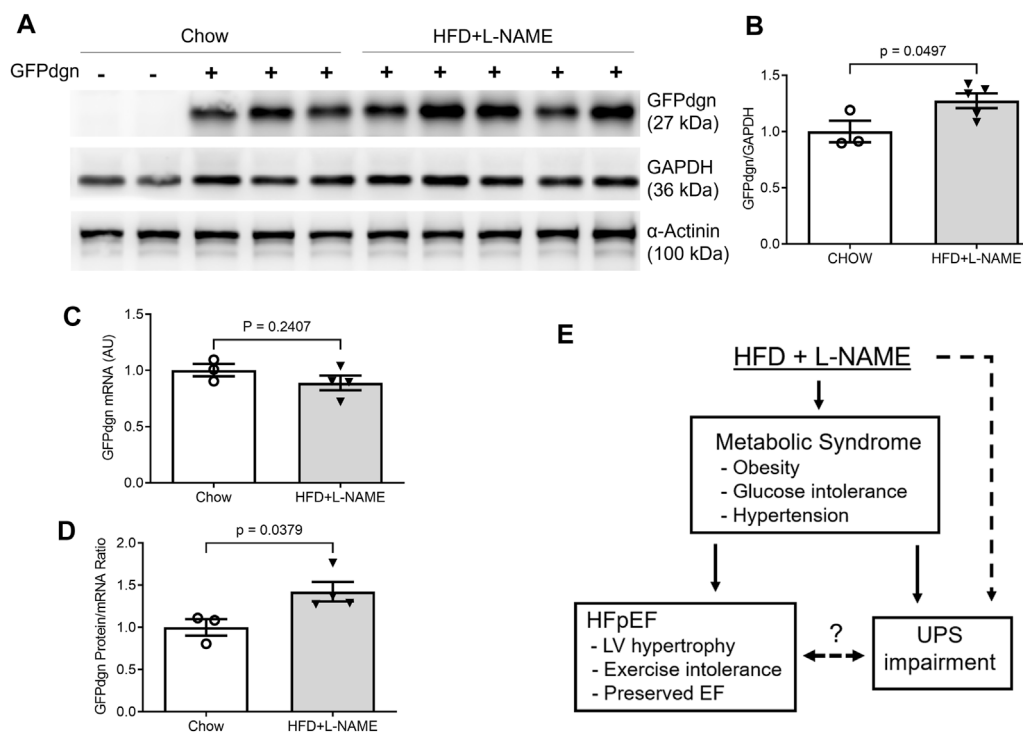 A
Chow HFD+L-NAME
GFPdgn - - + + + + + + + +
GFPdgn
(27 kDa)
GAPDH
(36 kDa)
α-Actinin
(100 kDa)
B
p = 0.0497
GFPdgn/GAPDH
1.5
1.0
0.5
0.0
CHOW HFD+L-NAME
C
P = 0.2407
GFPdgn mRNA (AU)
1.5
1.0
0.5
0.0
Chow HFD+L-NAME
D
p = 0.0379
GFPdgn Protein/mRNA Ratio
2.0
1.5
1.0
0.5
0.0
Chow HFD+L-NAME
E
HFD + L-NAME
Metabolic Syndrome
- Obesity
- Glucose intolerance
- Hypertension
HFpEF
- LV hypertrophy
- Exercise intolerance
- Preserved EF
?
UPS
impairment